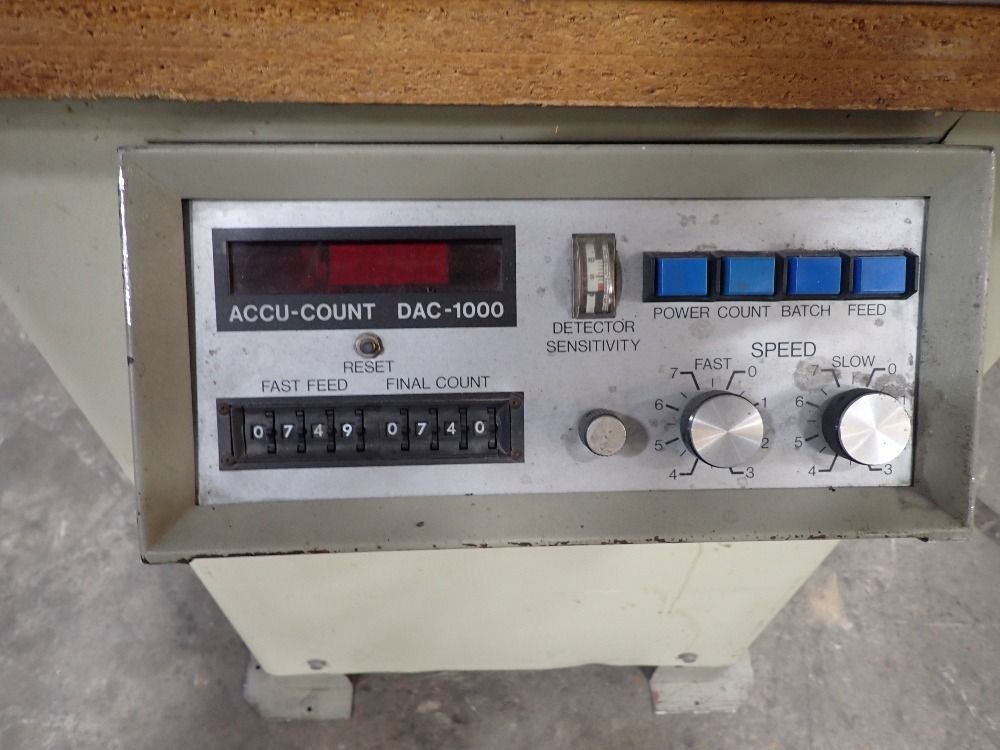 ACCU-COUNT DAC-1000
RESET
FAST FEED FINAL COUNT
0749 0740
DETECTOR
SENSITIVITY
POWER COUNT BATCH FEED
SPEED
FAST
7 0
6 1
5 2
4 3
SLOW
7 0
6 1
5
4 3